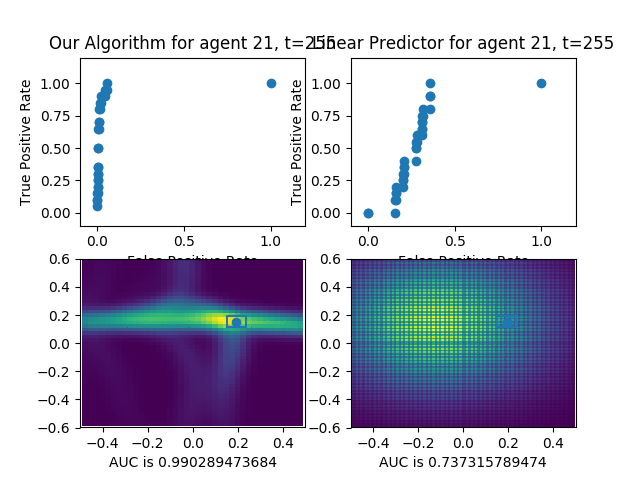 Our Algorithm for agent 21, t=255
Linear Predictor for agent 21, t=255
True Positive Rate
1.00
0.75
0.50
0.25
0.00
0.0 0.5 1.0
False Positive Rate
True Positive Rate
1.00
0.75
0.50
0.25
0.00
0.0 0.5 1.0
False Positive Rate
0.6
0.4
0.2
0.0
−0.2
−0.4
−0.6
−0.4 −0.2 0.0 0.2 0.4
AUC is 0.990289473684
0.6
0.4
0.2
0.0
−0.2
−0.4
−0.6
−0.4 −0.2 0.0 0.2 0.4
AUC is 0.737315789474